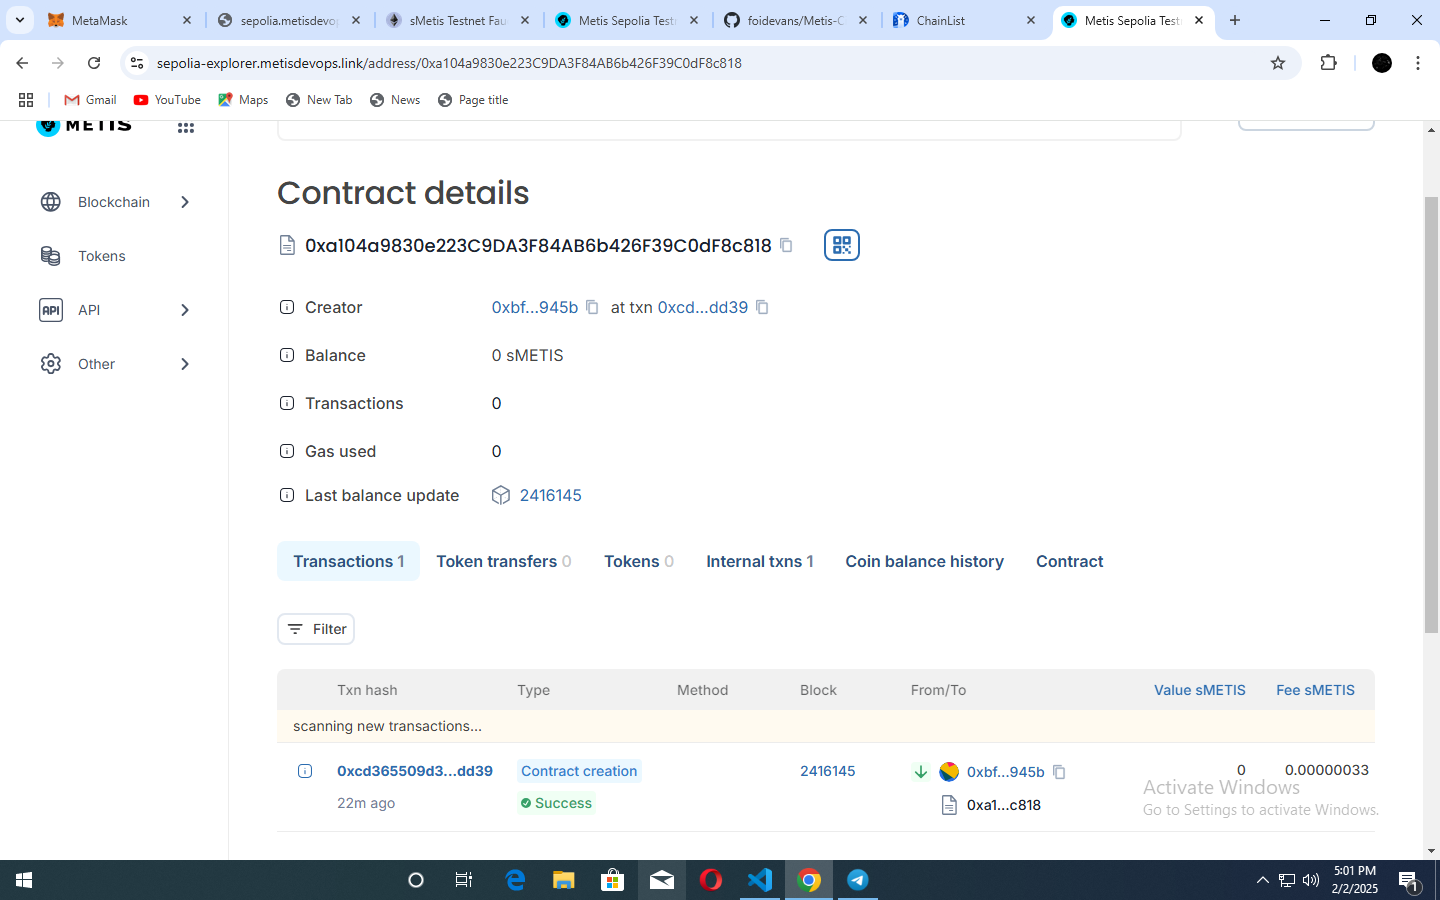 MetaMask
sepolia.metisdevop
sMetis Testnet Fau
Metis Sepolia Test
foidevans/Metis-C
ChainList
Metis Sepolia Test
sepolia-explorer.metisdevops.link/address/0xa104a9830e223C9DA3F84AB6b426F39C0dF8c818
Gmail
YouTube
Maps
New Tab
News
Page title
METIS
Blockchain
Tokens
API
API
Other
Contract details
0xa104a9830e223C9DA3F84AB6b426F39C0dF8c818
Creator 0xbf...945b at txn 0xcd...dd39
Balance 0 sMETIS
Transactions 0
Gas used 0
Last balance update 2416145
Transactions 1 Token transfers 0 Tokens 0 Internal txns 1 Coin balance history Contract
Filter
Txn hash Type Method Block From/To Value sMETIS Fee sMETIS
scanning new transactions...
0xcd365509d3...dd39 Contract creation 2416145 0xbf...945b 0 0.00000033
22m ago Success 0xa1...c818
Activate Windows
Go to Settings to activate Windows.
5:01 PM
2/2/2025
1